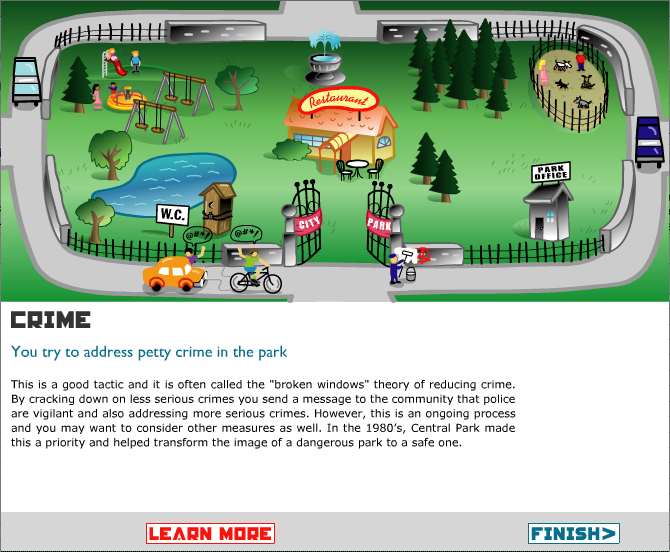 Restaurant
PARK
OFFICE
W.C.
@#*/
@#*/
CITY
PARK
CRIME
You try to address petty crime in the park
This is a good tactic and it is often called the "broken windows" theory of reducing crime.
By cracking down on less serious crimes you send a message to the community that police
are vigilant and also addressing more serious crimes. However, this is an ongoing process
and you may want to consider other measures as well. In the 1980's, Central Park made
this a priority and helped transform the image of a dangerous park to a safe one.
LEARN MORE
FINISH>